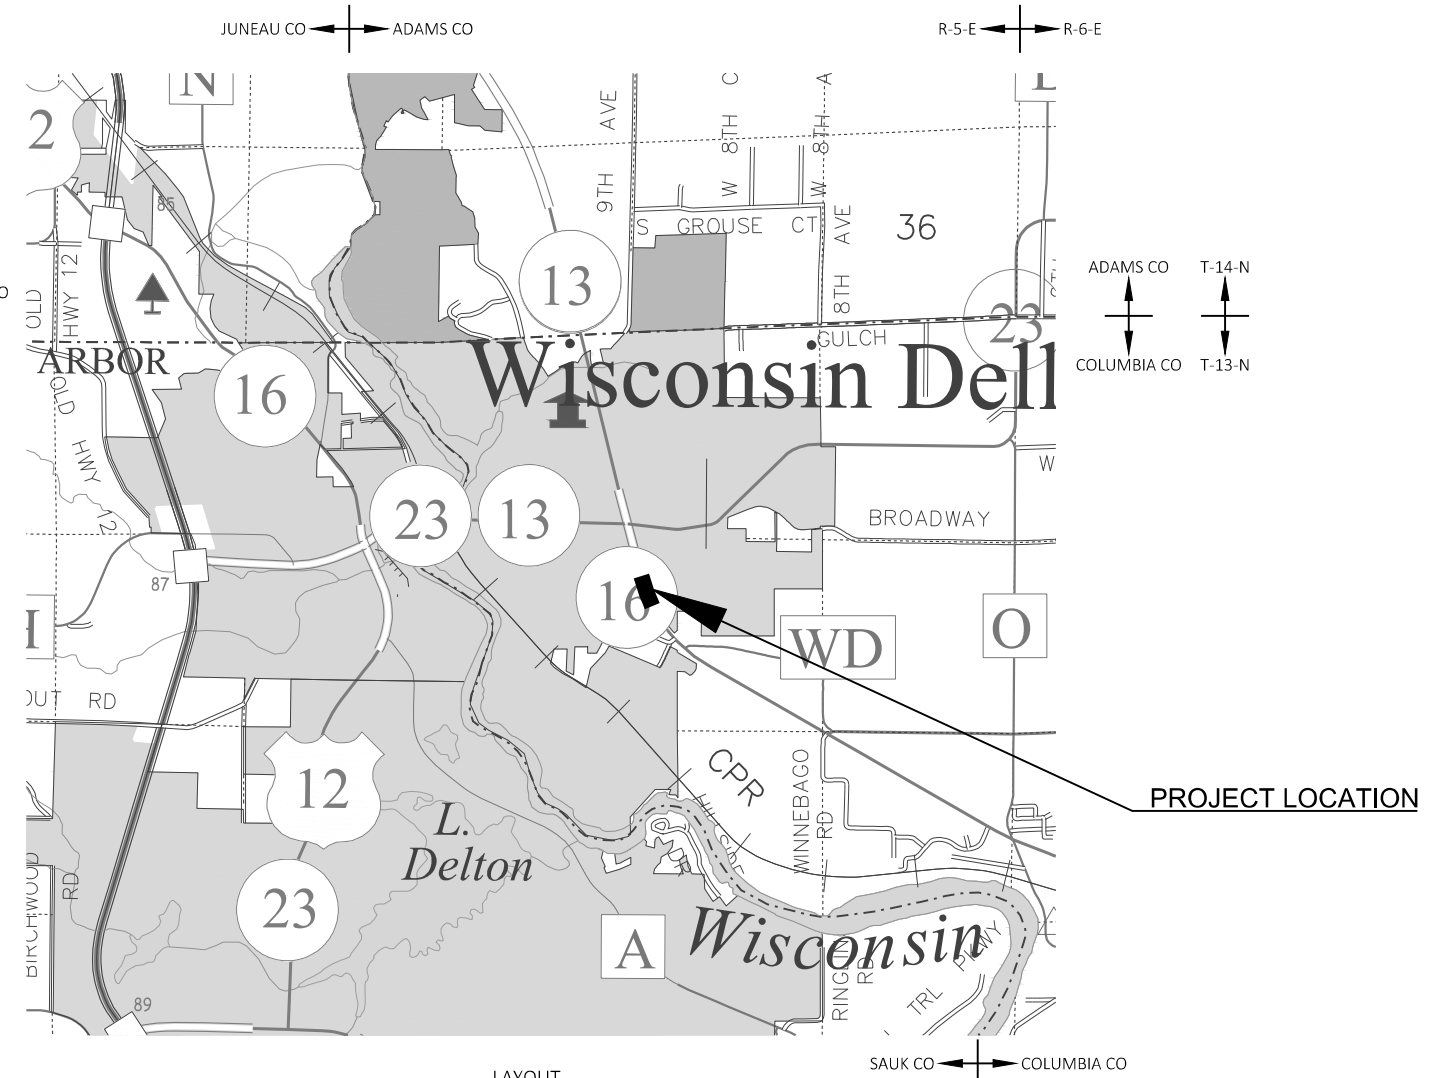 JUNEAU CO
ADAMS CO
R-5-E
R-6-E
N
2
85
9TH AVE
W 8TH C
W 8TH A
S GROUSE CT
8TH AVE
36
13
23
ADAMS CO
T-14-N
COLUMBIA CO
T-13-N
OLD
HWY 12
ARBOR
GULCH
Wisconsin Dell
16
OLD HWY 12
23
13
W
BROADWAY
87
16
H
WD
O
OUT RD
12
CPR
WINNEBAGO
RD
PROJECT LOCATION
L.
Delton
BIRCHWOOD
RD
23
A
Wisconsin
RINGLIN
RD
TRL PKWY
89
SAUK CO
COLUMBIA CO
LAYOUT